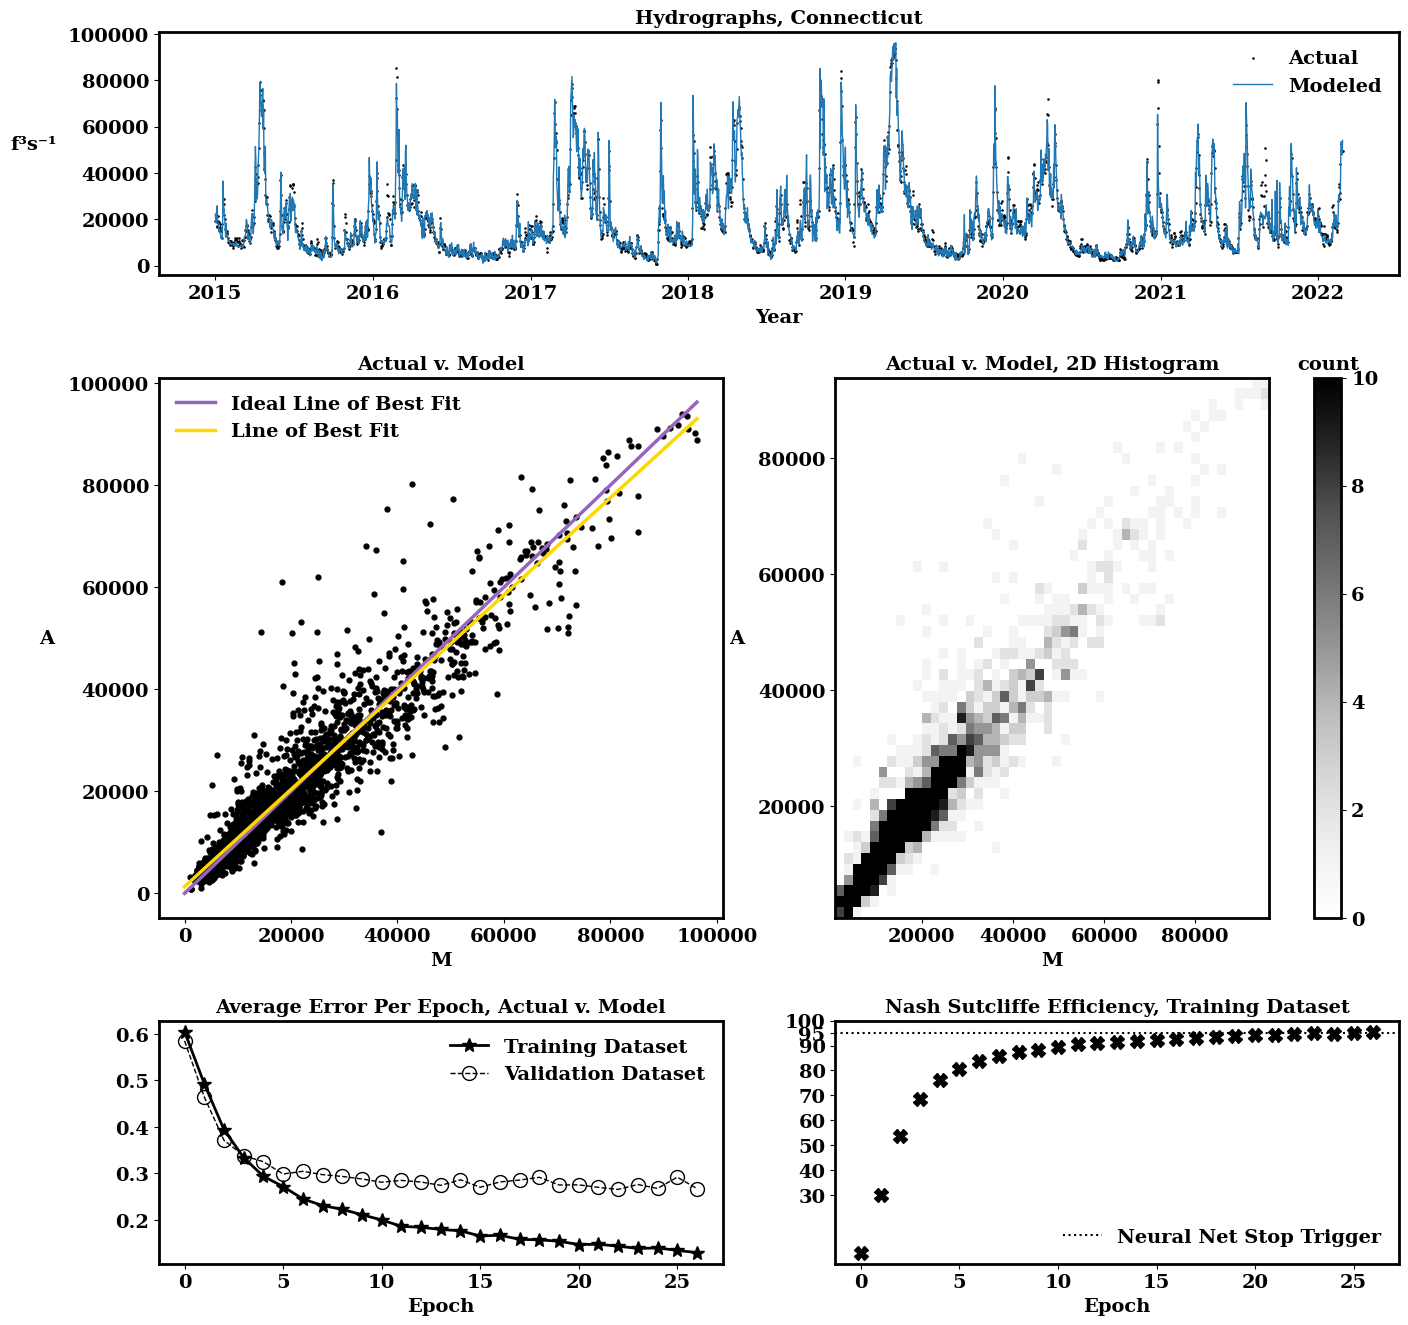 Hydrographs, Connecticut
100000
80000
60000
40000
20000
0
f³s⁻¹
Actual
Modeled
2015 2016 2017 2018 2019 2020 2021 2022
Year
Actual v. Model
100000
80000
60000
40000
20000
0
A
Ideal Line of Best Fit
Line of Best Fit
0 20000 40000 60000 80000 100000
M
Actual v. Model, 2D Histogram
80000
60000
40000
20000
A
20000 40000 60000 80000
M
count
10
8
6
4
2
0
Average Error Per Epoch, Actual v. Model
0.6
0.5
0.4
0.3
0.2
Training Dataset
Validation Dataset
0 5 10 15 20 25
Epoch
Nash Sutcliffe Efficiency, Training Dataset
100
95
90
80
70
60
50
40
30
Neural Net Stop Trigger
0 5 10 15 20 25
Epoch